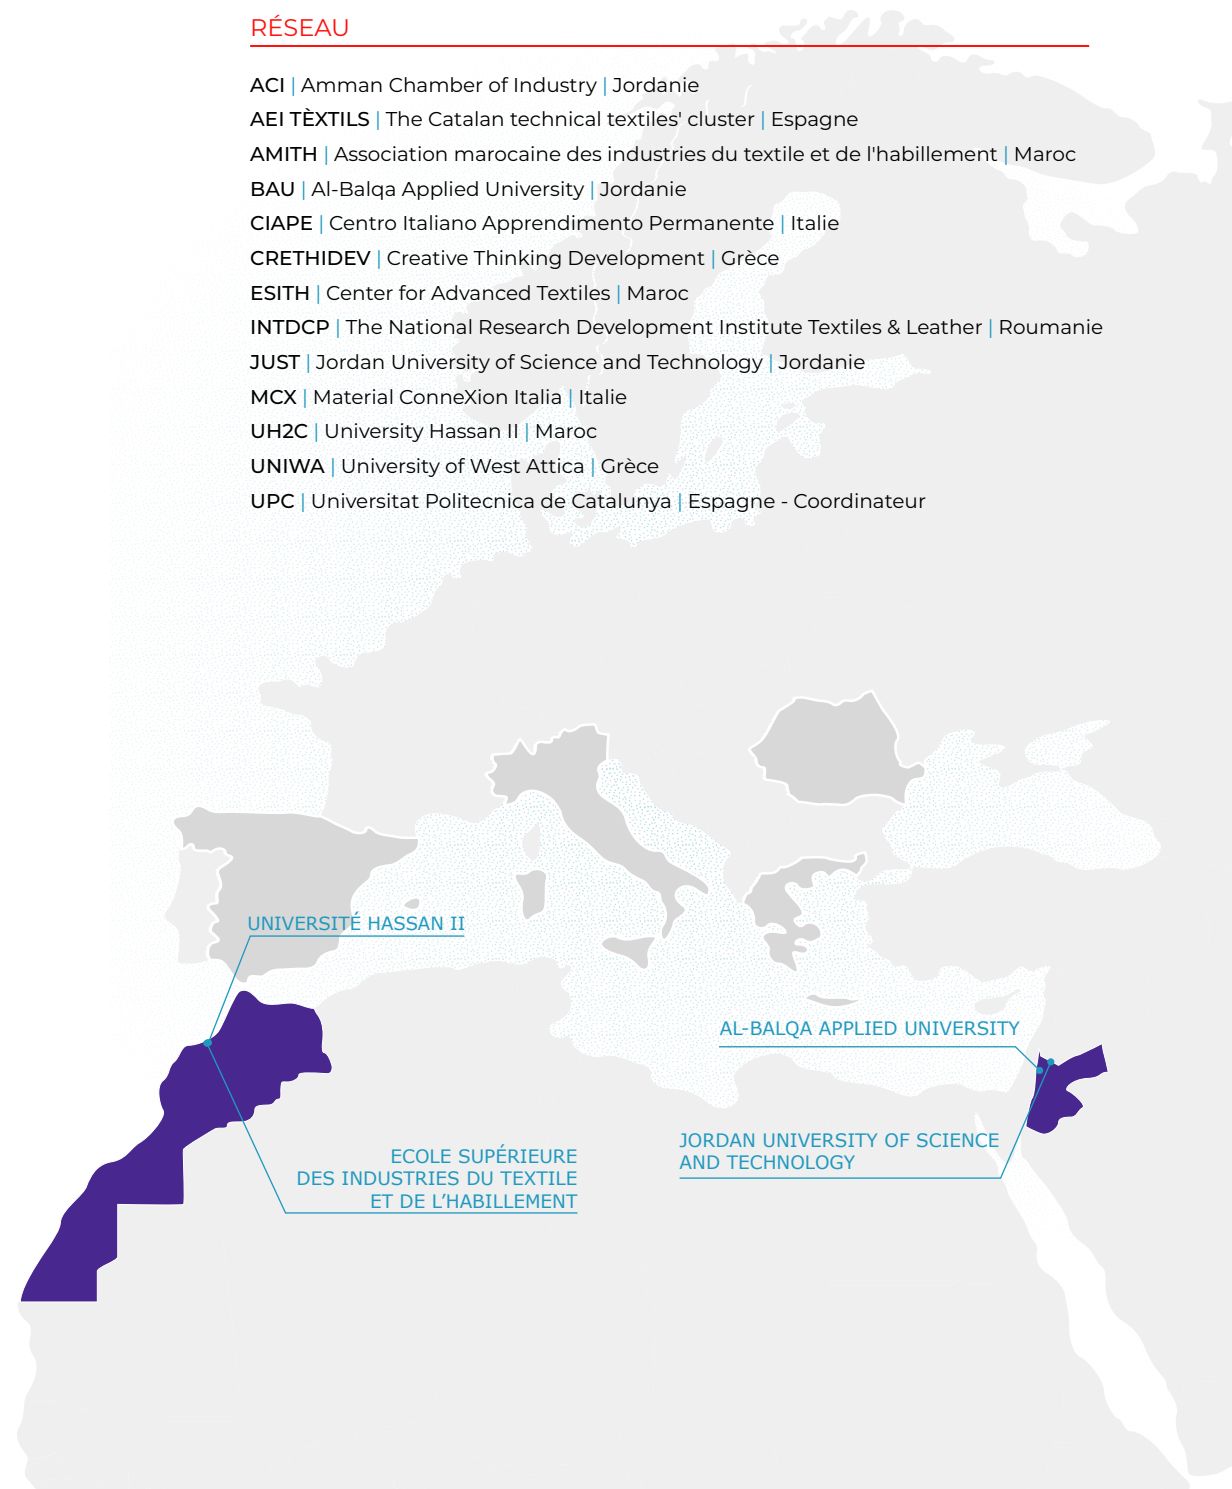 RÉSEAU
ACI | Amman Chamber of Industry | Jordanie
AEI TÈXTILS | The Catalan technical textiles' cluster | Espagne
AMITH | Association marocaine des industries du textile et de l'habillement | Maroc
BAU | Al-Balqa Applied University | Jordanie
CIAPE | Centro Italiano Apprendimento Permanente | Italie
CRETHIDEV | Creative Thinking Development | Grèce
ESITH | Center for Advanced Textiles | Maroc
INTDCP | The National Research Development Institute Textiles & Leather | Roumanie
JUST | Jordan University of Science and Technology | Jordanie
MCX | Material ConneXion Italia | Italie
UH2C | University Hassan II | Maroc
UNIWA | University of West Attica | Grèce
UPC | Universitat Politecnica de Catalunya | Espagne - Coordinateur
UNIVERSITÉ HASSAN II
AL-BALQA APPLIED UNIVERSITY
JORDAN UNIVERSITY OF SCIENCE
AND TECHNOLOGY
ECOLE SUPÉRIEURE
DES INDUSTRIES DU TEXTILE
ET DE L’HABILLEMENT